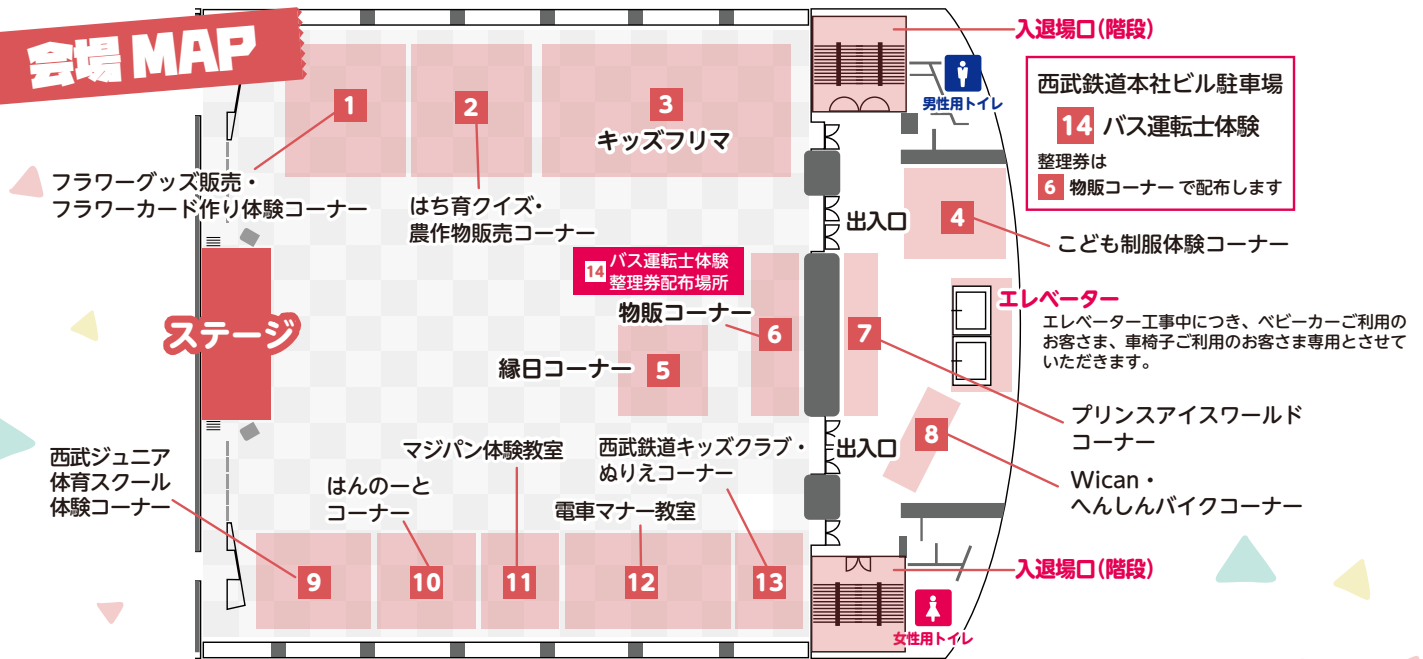 会場 MAP
入退場口(階段)
男性用トイレ
西武鉄道本社ビル駐車場
14 バス運転士体験
整理券は
6 物販コーナー で配布します
1
2
3
キッズフリマ
フラワーグッズ販売・
フラワーカード作り体験コーナー
はち育クイズ・
農作物販売コーナー
出入口
4
こども制服体験コーナー
14 バス運転士体験
整理券配布場所
物販コーナー
6
7
エレベーター
エレベーター工事中につき、ベビーカーご利用の
お客さま、車椅子ご利用のお客さま専用とさせて
いただきます。
ステージ
縁日コーナー
5
プリンスアイスワールド
コーナー
8
出入口
Wican・
へんしんバイクコーナー
西武ジュニア
体育スクール
体験コーナー
はんのーと
コーナー
マジパン体験教室
西武鉄道キッズクラブ・
ぬりえコーナー
電車マナー教室
9
10
11
12
13
入退場口(階段)
女性用トイレ